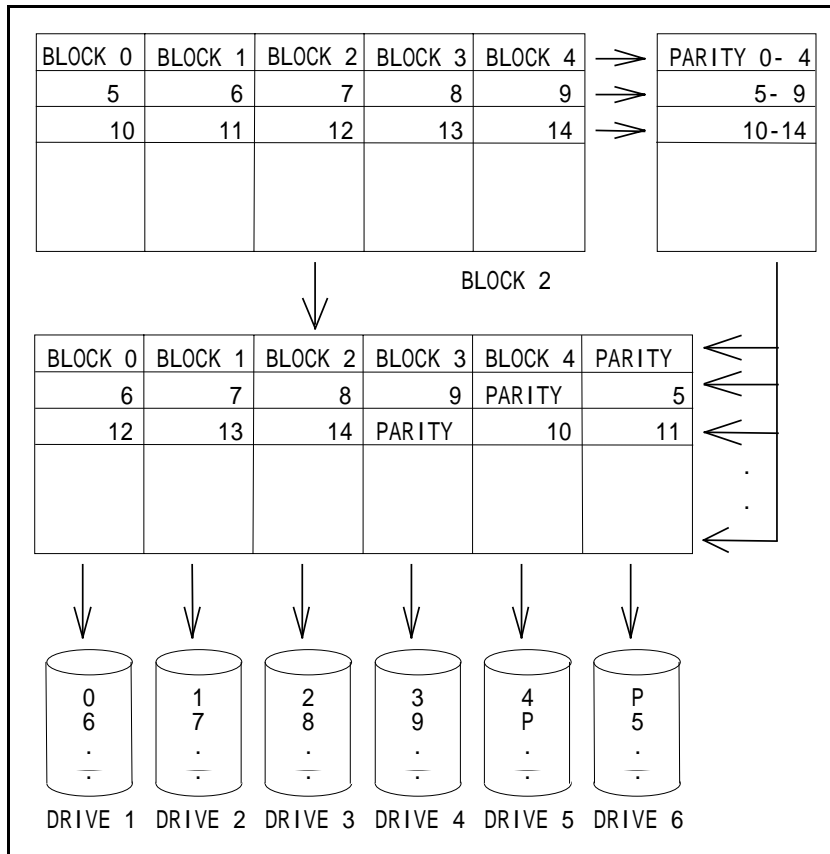 BLOCK 0 BLOCK 1 BLOCK 2 BLOCK 3 BLOCK 4 PARITY 0- 4
5 6 7 8 9 5- 9
10 11 12 13 14 10-14
BLOCK 2
BLOCK 0 BLOCK 1 BLOCK 2 BLOCK 3 BLOCK 4 PARITY
6 7 8 9 PARITY 5
12 13 14 PARITY 10 11
.
.
0 1 2 3 4 P
6 7 8 9 P 5
. . . . . .
. . . . . .
DRIVE 1 DRIVE 2 DRIVE 3 DRIVE 4 DRIVE 5 DRIVE 6